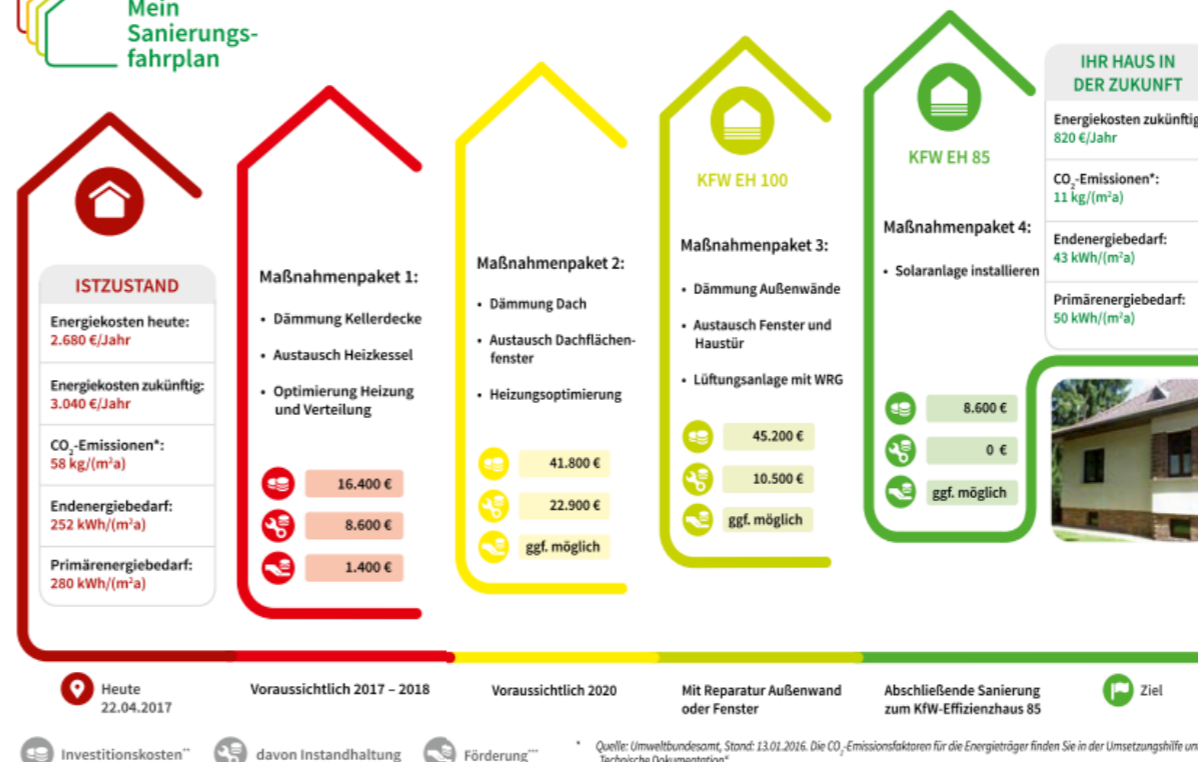 Mein
Sanierungs-
fahrplan
ISTZUSTAND
Energiekosten heute:
2.680 €/Jahr
Energiekosten zukünftig:
3.040 €/Jahr
CO₂-Emissionen*:
58 kg/(m²a)
Endenergiebedarf:
252 kWh/(m²a)
Primärenergiebedarf:
280 kWh/(m²a)
Maßnahmenpaket 1:
• Dämmung Kellerdecke
• Austausch Heizkessel
• Optimierung Heizung
und Verteilung
16.400 €
8.600 €
1.400 €
Maßnahmenpaket 2:
• Dämmung Dach
• Austausch Dachflächen-
fenster
• Heizungsoptimierung
41.800 €
22.900 €
ggf. möglich
KFW EH 100
Maßnahmenpaket 3:
• Dämmung Außenwände
• Austausch Fenster und
Haustür
• Lüftungsanlage mit WRG
45.200 €
10.500 €
ggf. möglich
KFW EH 85
Maßnahmenpaket 4:
• Solaranlage installieren
8.600 €
0 €
ggf. möglich
IHR HAUS IN
DER ZUKUNFT
Energiekosten zukünftig
820 €/Jahr
CO₂-Emissionen*:
11 kg/(m²a)
Endenergiebedarf:
43 kWh/(m²a)
Primärenergiebedarf:
50 kWh/(m²a)
Heute
22.04.2017
Voraussichtlich 2017 – 2018
Voraussichtlich 2020
Mit Reparatur Außenwand
oder Fenster
Abschließende Sanierung
zum KfW-Effizienzhaus 85
Ziel
Investitionskosten**
davon Instandhaltung
Förderung***
* Quelle: Umweltbundesamt, Stand: 13.01.2016. Die CO₂-Emissionsfaktoren für die Energieträger finden Sie in der Umsetzungshilfe
Technische Dokumentation"